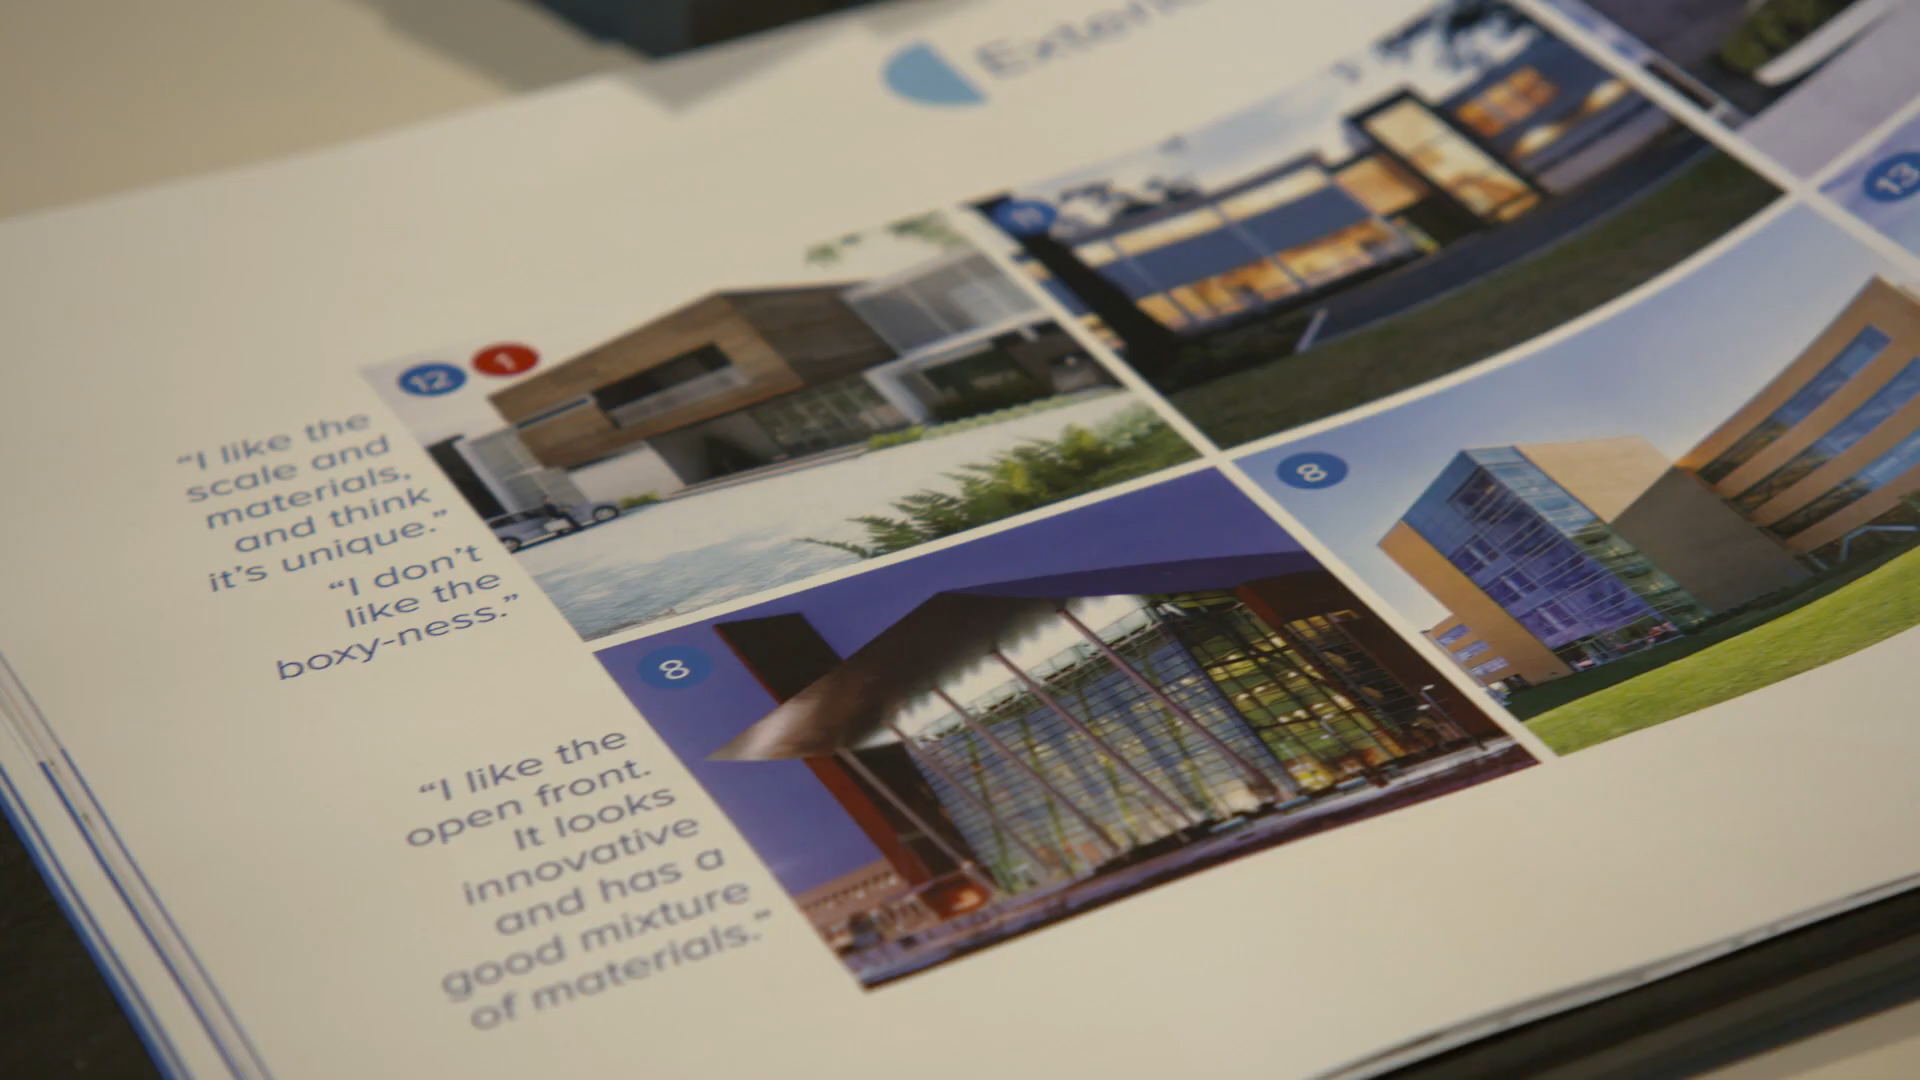 12
1
"I like the
scale and
materials,
and think
it's unique."
"I don't
like the
boxy-ness."
11
13
8
8
"I like the
open front.
It looks
innovative
and has a
good mixture
of materials."